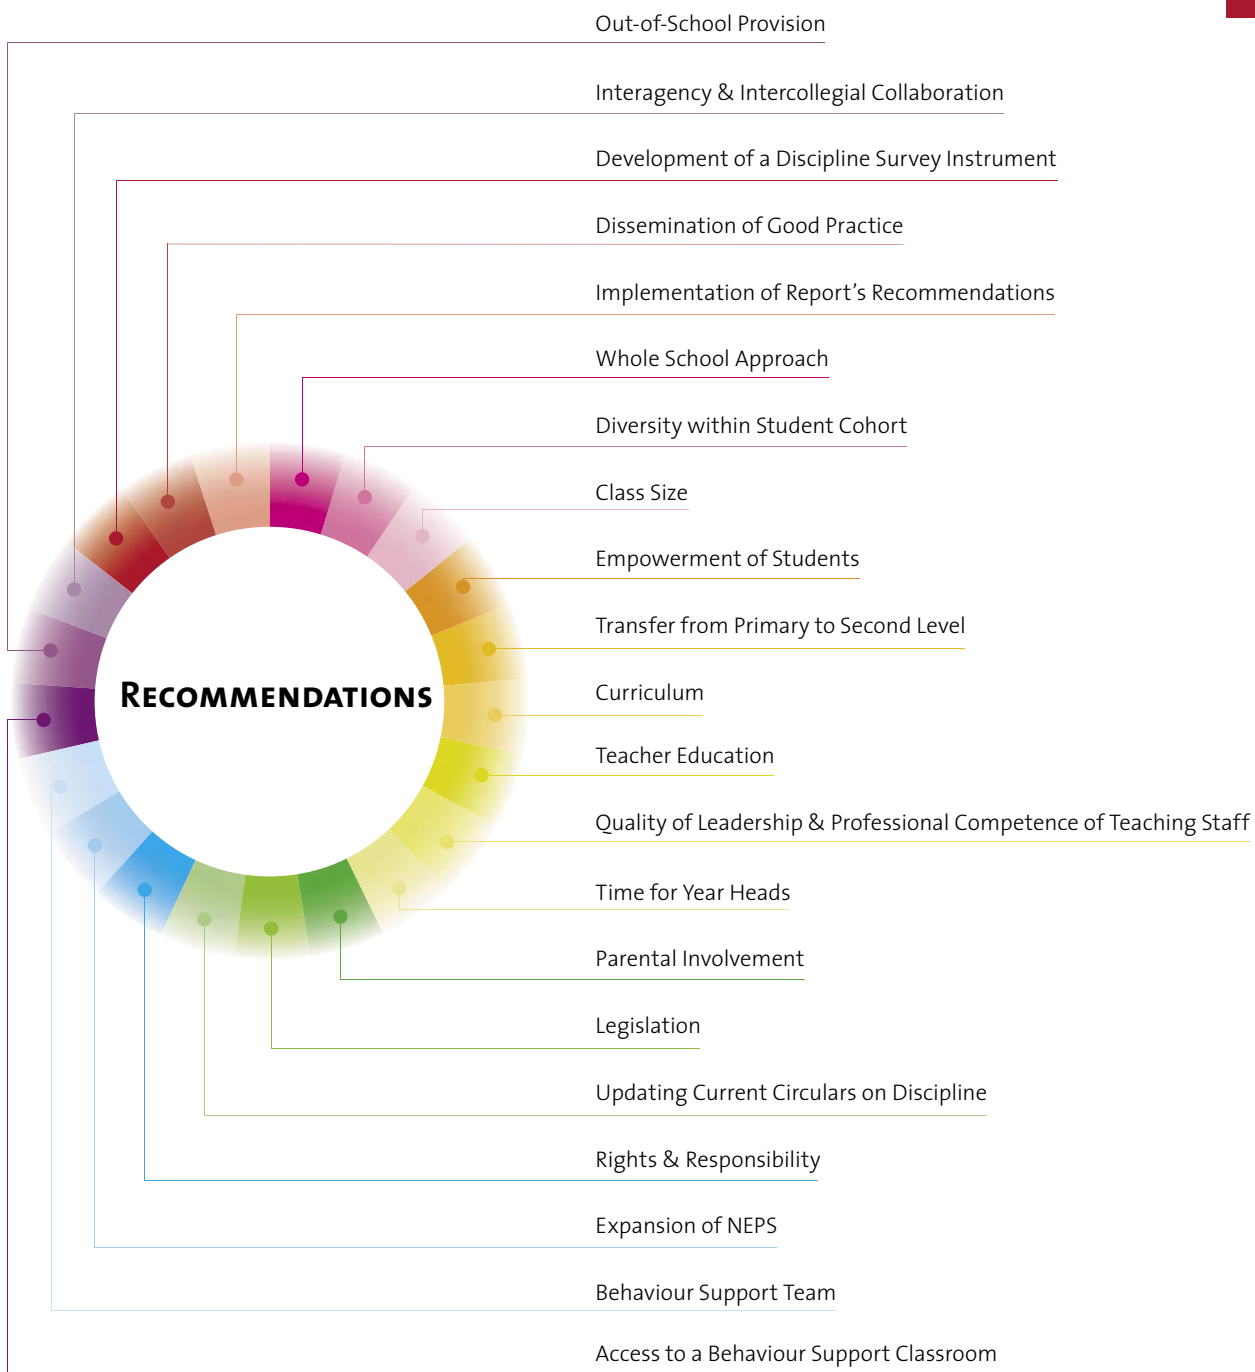 Out-of-School Provision
Interagency & Intercollegial Collaboration
Development of a Discipline Survey Instrument
Dissemination of Good Practice
Implementation of Report’s Recommendations
Whole School Approach
Diversity within Student Cohort
Class Size
Empowerment of Students
Transfer from Primary to Second Level
Recommendations
Curriculum
Teacher Education
Quality of Leadership & Professional Competence of Teaching Staff
Time for Year Heads
Parental Involvement
Legislation
Updating Current Circulars on Discipline
Rights & Responsibility
Expansion of NEPS
Behaviour Support Team
Access to a Behaviour Support Classroom